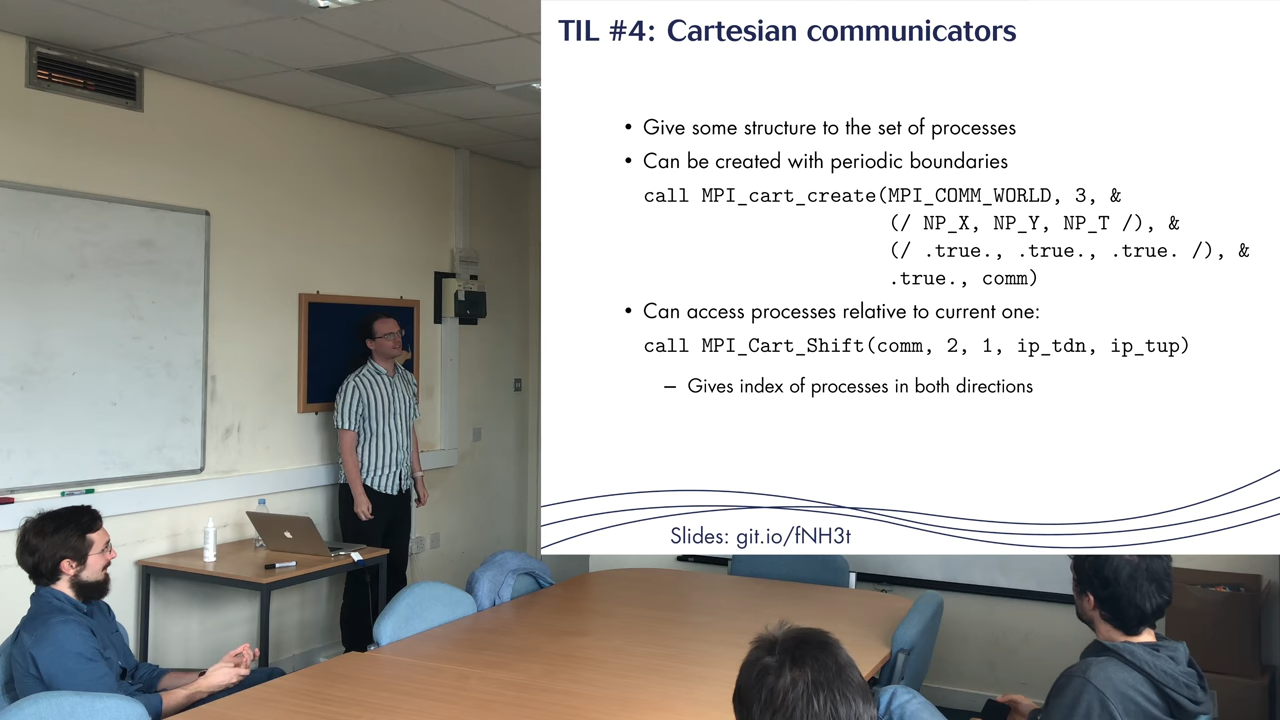 TIL #4: Cartesian communicators
• Give some structure to the set of processes
• Can be created with periodic boundaries
call MPI_cart_create(MPI_COMM_WORLD, 3, &
(/ NP_X, NP_Y, NP_T /), &
(/ .true., .true., .true. /), &
.true., comm)
• Can access processes relative to current one:
call MPI_Cart_Shift(comm, 2, 1, ip_tdn, ip_tup)
– Gives index of processes in both directions
Slides: git.io/fNH3t